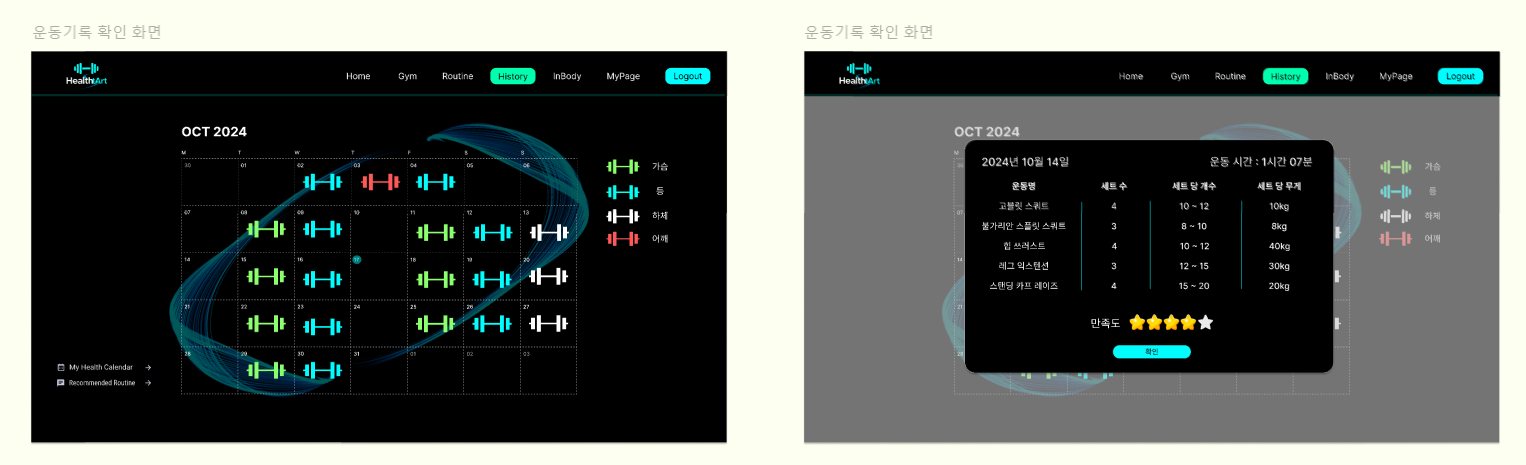 운동기록 확인 화면
HealthArt
Home Gym Routine History InBody MyPage Logout
OCT 2024
M T W T F S S
30 01 02 03 04 05 06
07 08 09 10 11 12 13
14 15 16 17 18 19 20
21 22 23 24 25 26 27
28 29 30 31 01 02 03
가슴
등
하체
어깨
My Health Calendar →
Recommended Routine →
운동기록 확인 화면
HealthArt
Home Gym Routine History InBody MyPage Logout
OCT 2024
M
07
14
21
28
가슴
등
하체
어깨
2024년 10월 14일 운동 시간 : 1시간 07분
운동명 세트 수 세트 당 개수 세트 당 무게
고블릿 스쿼트 4 10 ~ 12 10kg
불가리안 스플릿 스쿼트 3 8 ~ 10 8kg
힙 쓰러스트 4 10 ~ 12 40kg
레그 익스텐션 3 12 ~ 15 30kg
스탠딩 카프 레이즈 4 15 ~ 20 20kg
만족도
확인